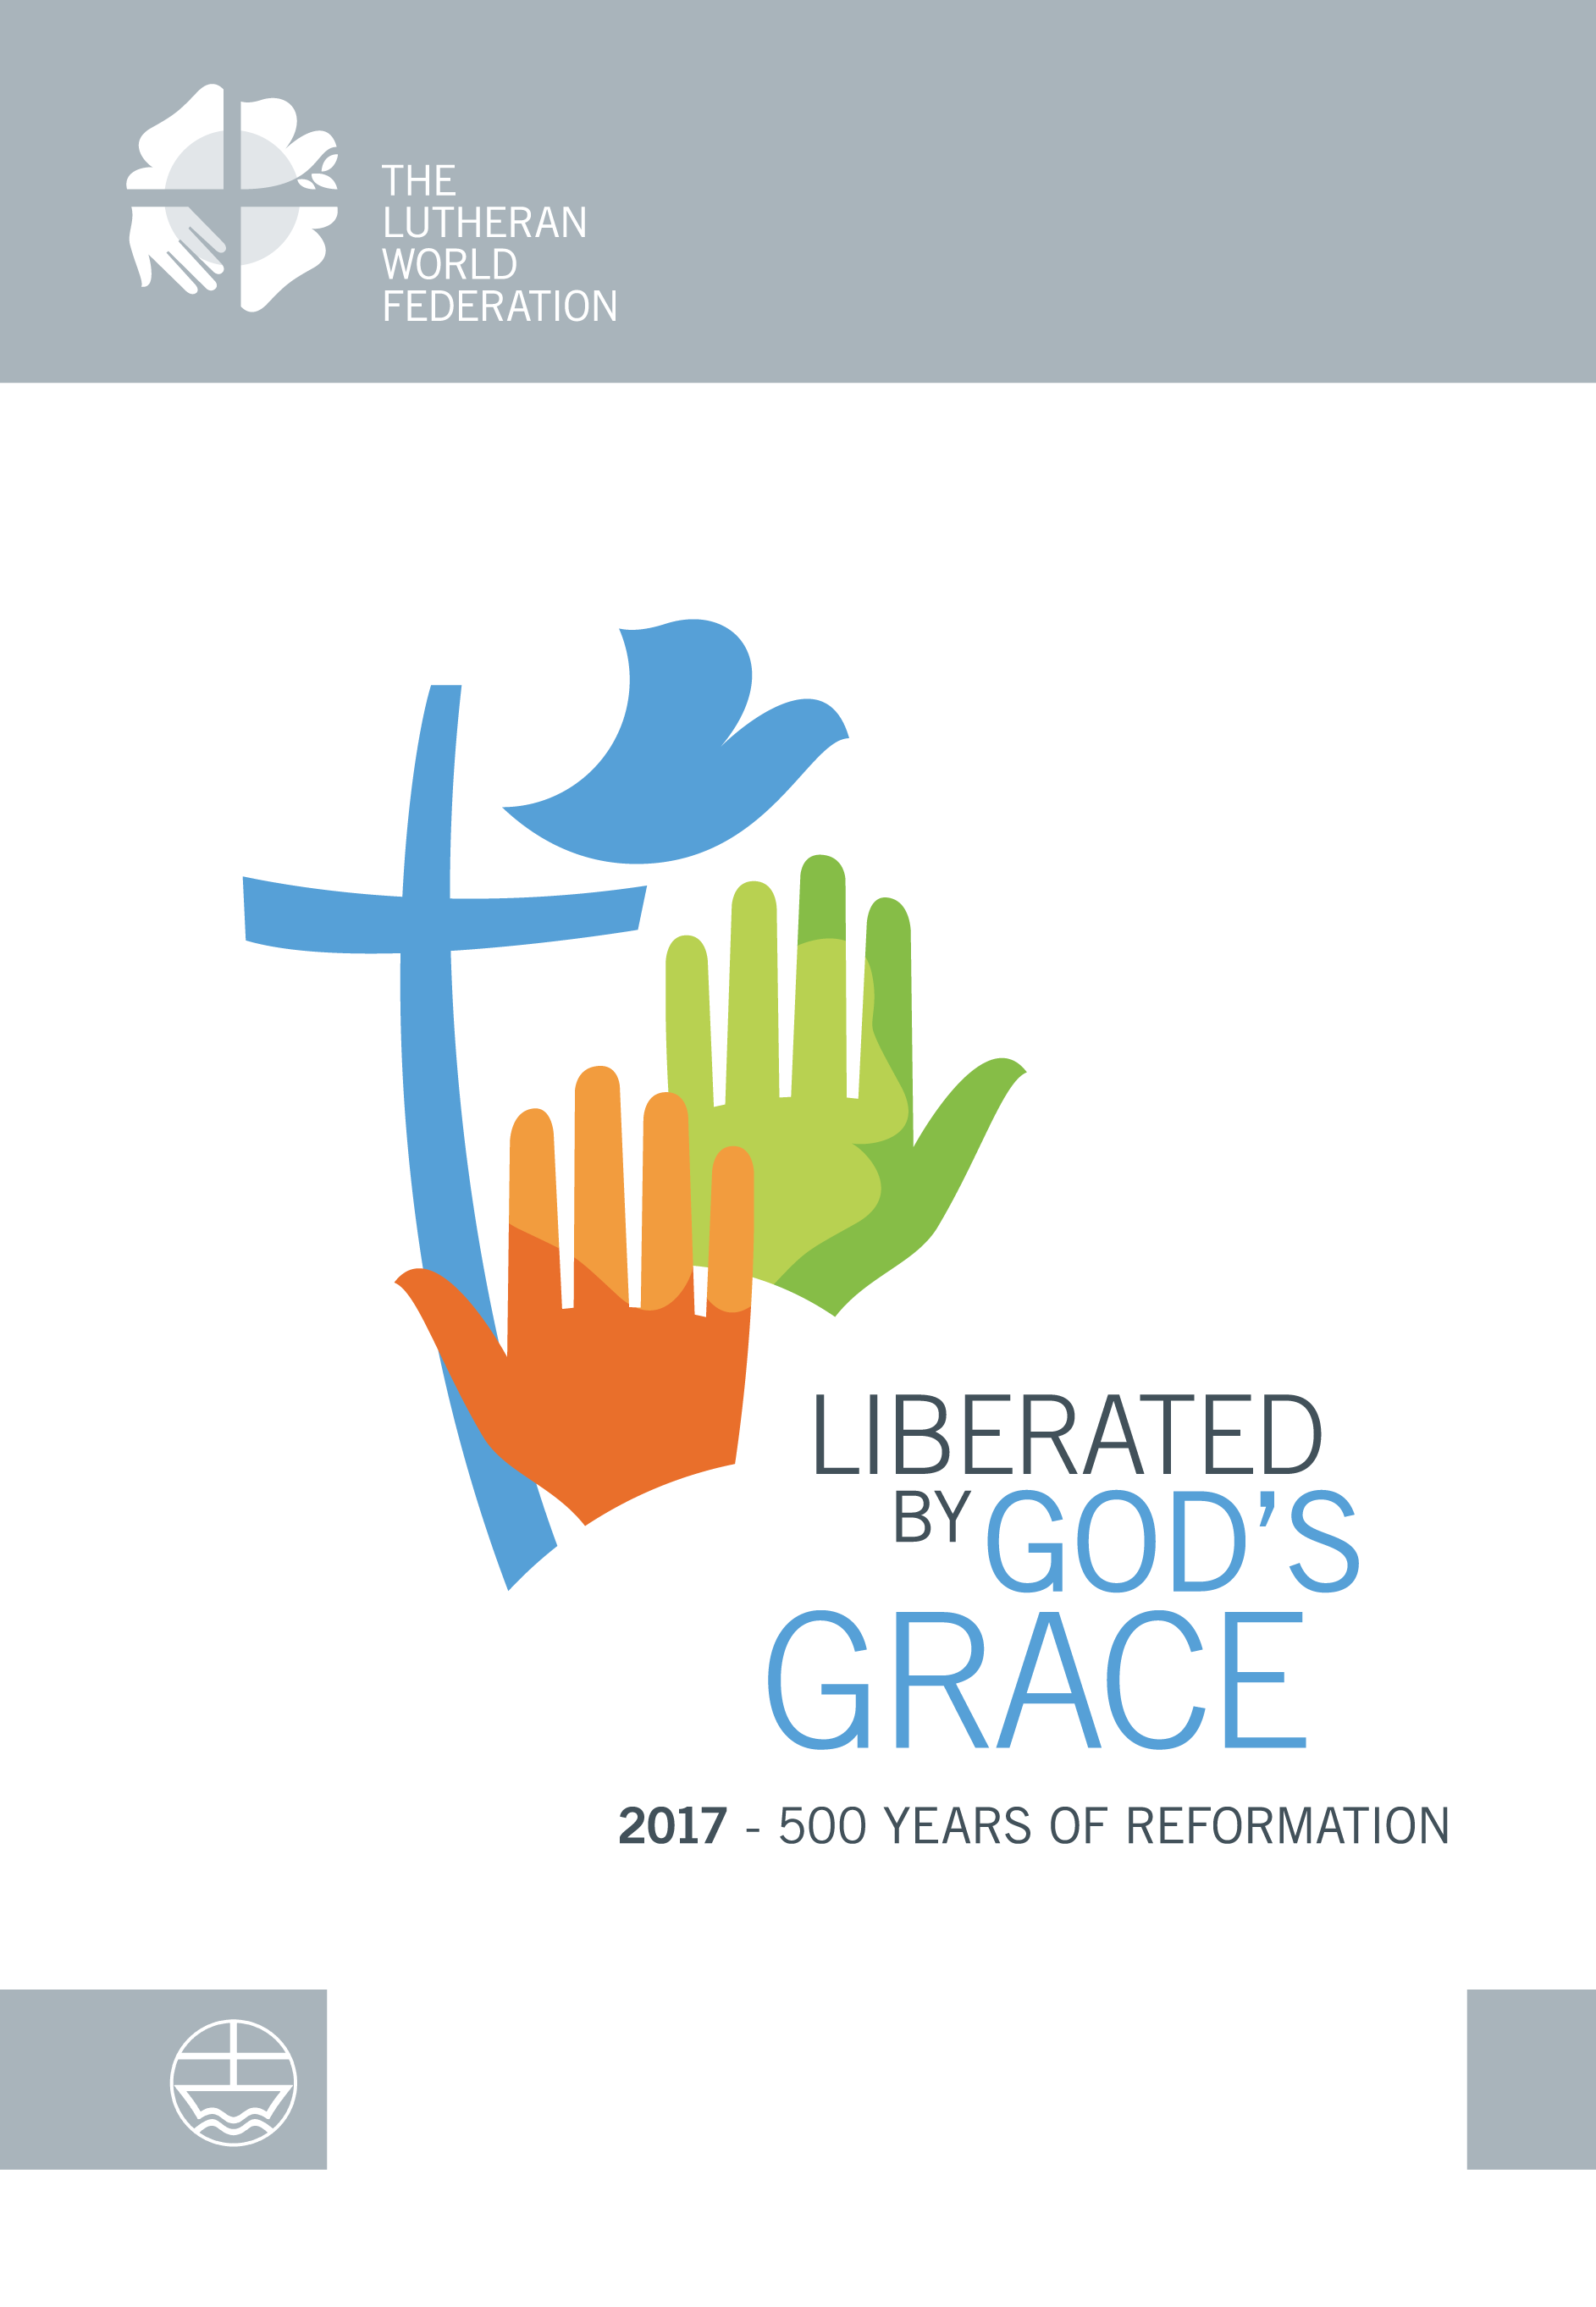 THE
LUTHERAN
WORLD
FEDERATION
LIBERATED
BY GOD’S
GRACE
2017 - 500 YEARS OF REFORMATION